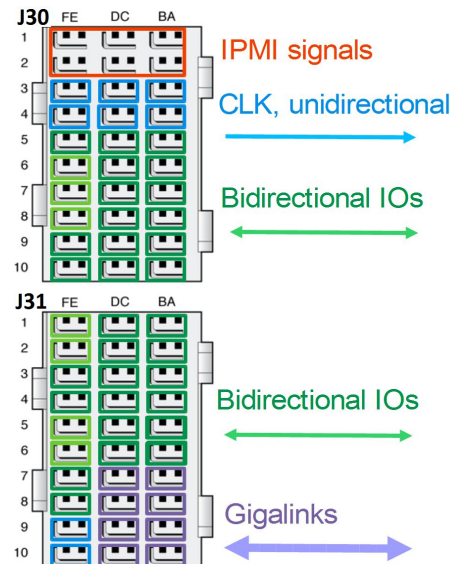 J30 FE DC BA
1
IPMI signals
2
3
CLK, unidirectional
4
5
6
7
Bidirectional IOs
8
9
10
J31 FE DC BA
1
2
3
4
Bidirectional IOs
5
6
7
8
Gigalinks
9
10